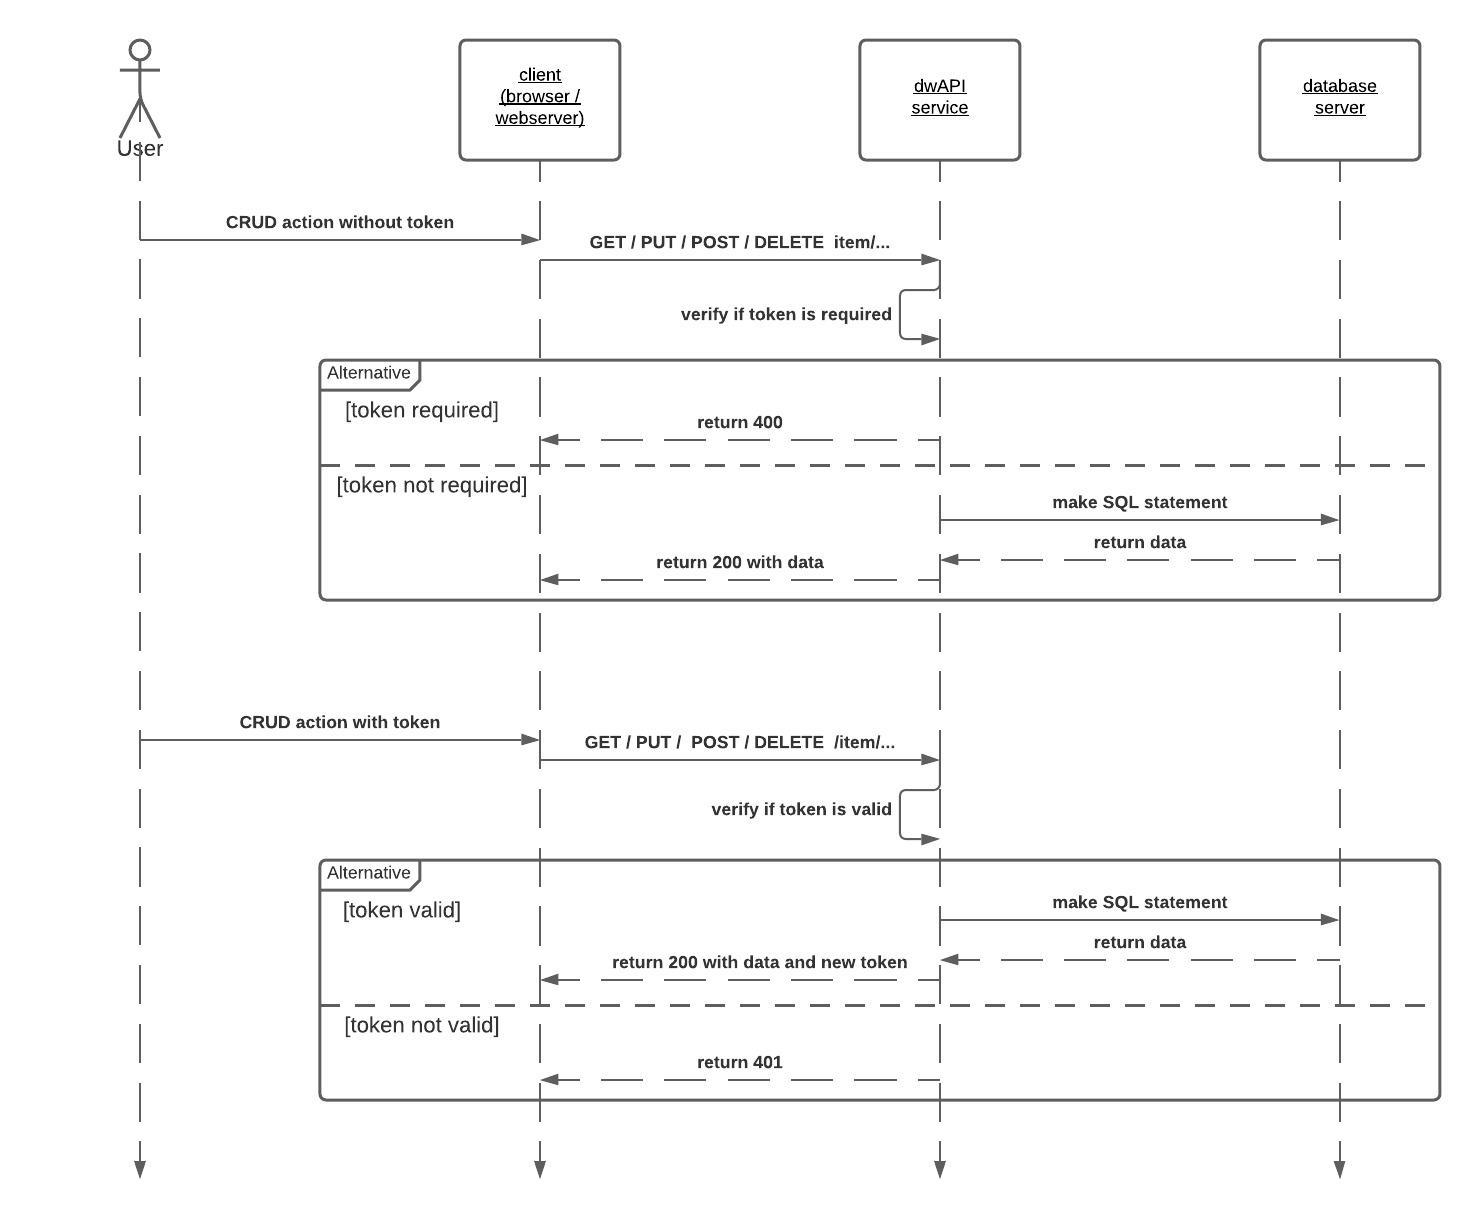 User
client
(browser /
webserver)
dwAPI
service
database
server
CRUD action without token
GET / PUT / POST / DELETE  item/...
verify if token is required
Alternative
[token required]
return 400
[token not required]
make SQL statement
return data
return 200 with data
CRUD action with token
GET / PUT /  POST / DELETE  /item/...
verify if token is valid
Alternative
[token valid]
make SQL statement
return data
return 200 with data and new token
[token not valid]
return 401